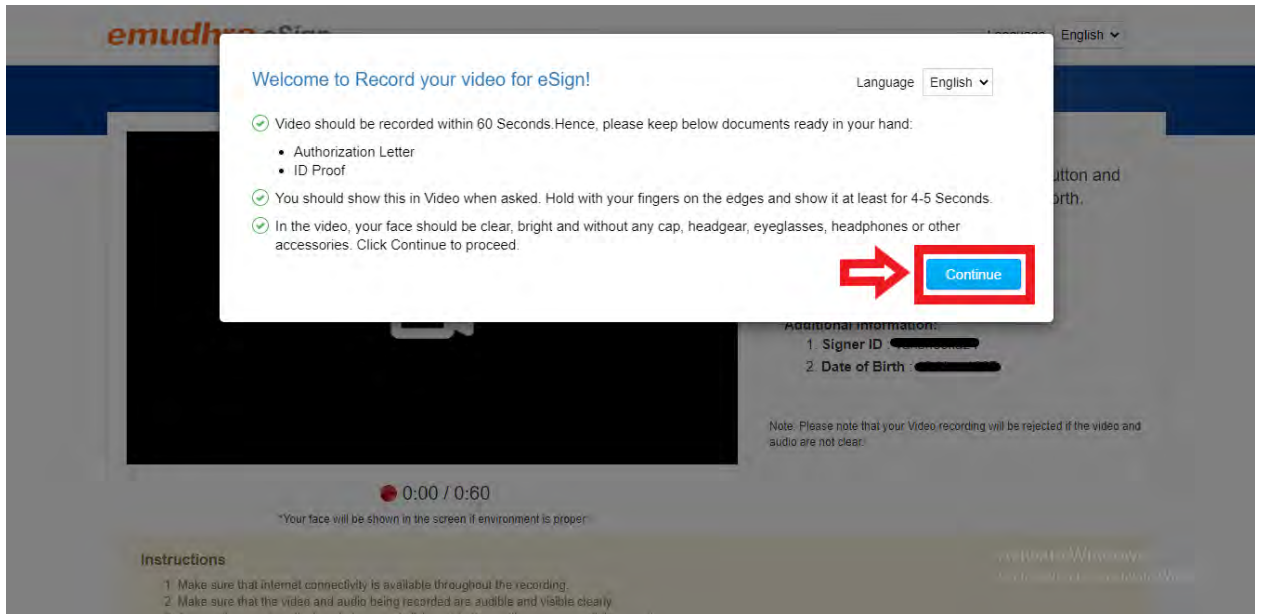 emudhra eSign
Language English
Welcome to Record your video for eSign!
Language English
Video should be recorded within 60 Seconds.Hence, please keep below documents ready in your hand:
• Authorization Letter
• ID Proof
You should show this in Video when asked. Hold with your fingers on the edges and show it at least for 4-5 Seconds.
In the video, your face should be clear, bright and without any cap, headgear, eyeglasses, headphones or other
accessories. Click Continue to proceed.
Continue
and
Additional Information:
1. Signer ID :
2. Date of Birth :
Note: Please note that your Video recording will be rejected if the video and
audio are not clear.
0:00 / 0:60
*Your face will be shown in the screen if environment is proper
Instructions
1. Make sure that internet connectivity is available throughout the recording.
2. Make sure that the video and audio being recorded are audible and visible clearly